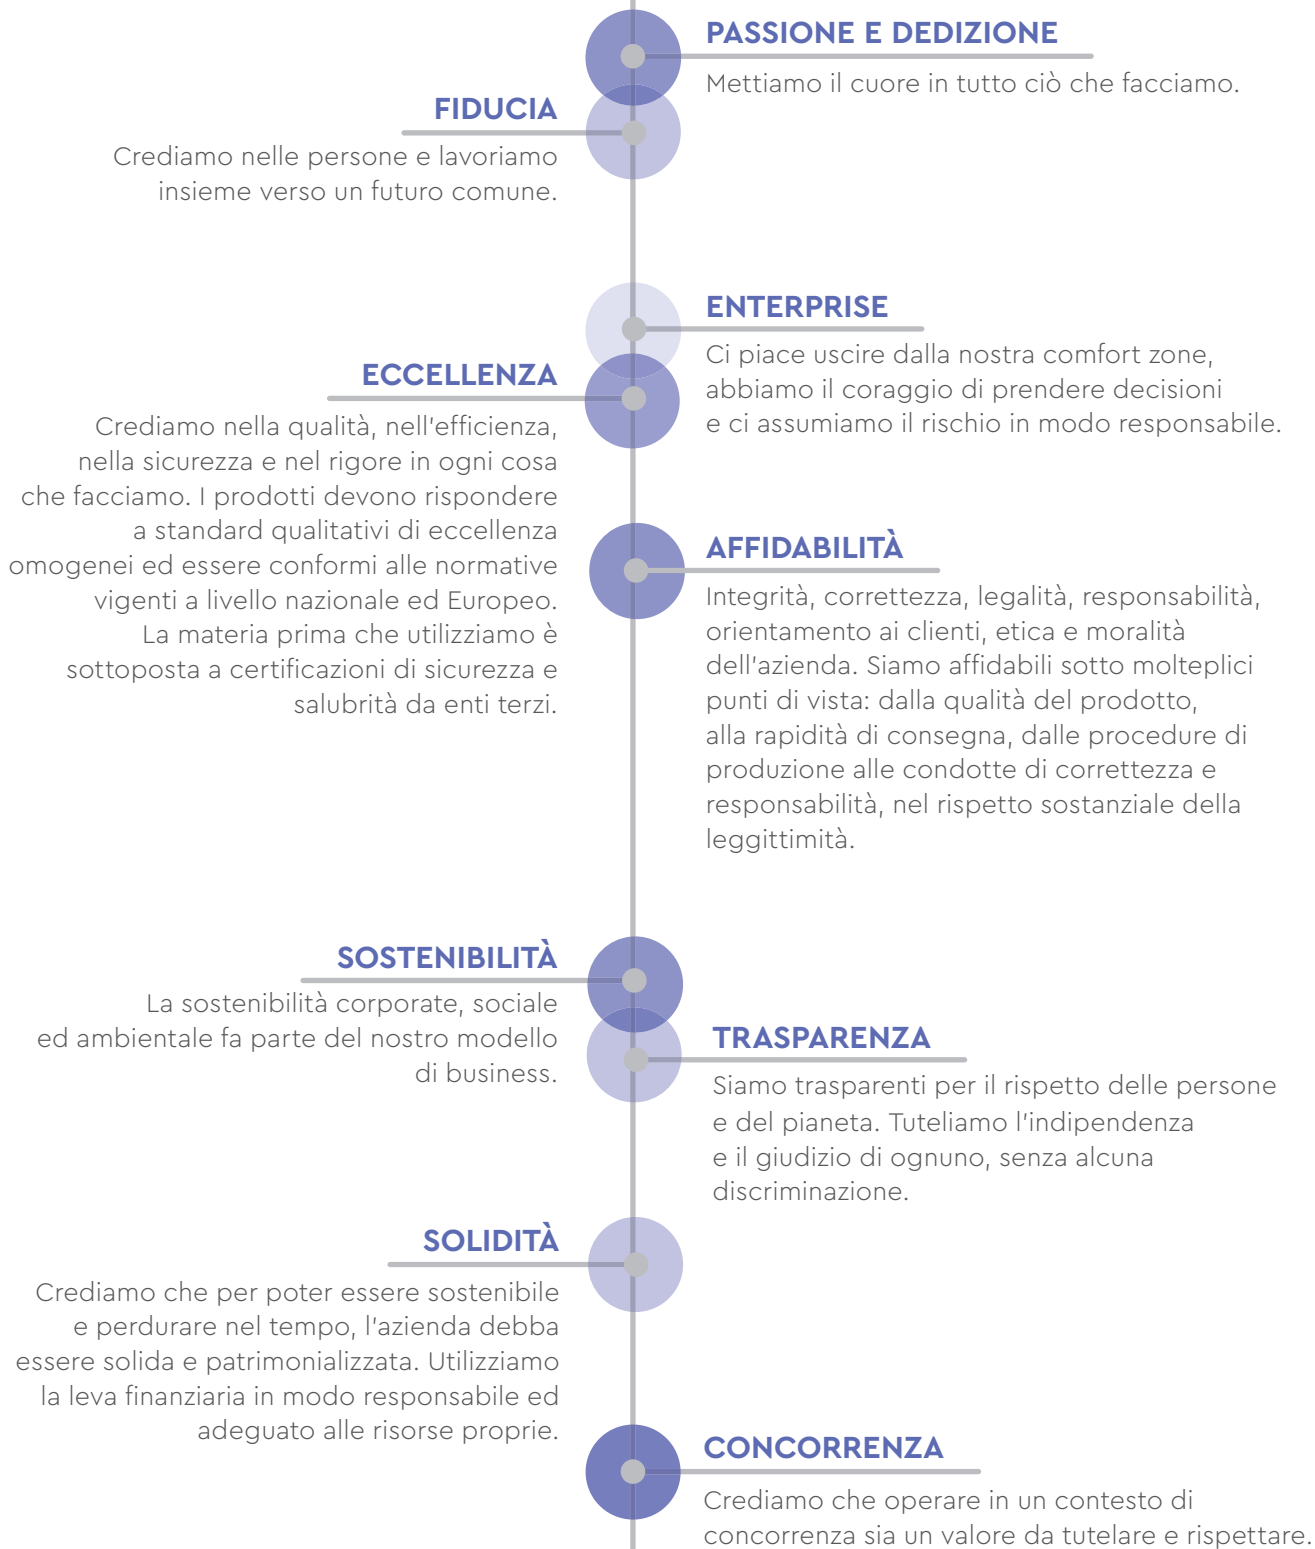 PASSIONE E DEDIZIONE
Mettiamo il cuore in tutto ciò che facciamo.
FIDUCIA
Crediamo nelle persone e lavoriamo
insieme verso un futuro comune.
ENTERPRISE
Ci piace uscire dalla nostra comfort zone,
abbiamo il coraggio di prendere decisioni
e ci assumiamo il rischio in modo responsabile.
ECCELLENZA
Crediamo nella qualità, nell'efficienza,
nella sicurezza e nel rigore in ogni cosa
che facciamo. I prodotti devono rispondere
a standard qualitativi di eccellenza
omogenei ed essere conformi alle normative
vigenti a livello nazionale ed Europeo.
La materia prima che utilizziamo è
sottoposta a certificazioni di sicurezza e
salubrità da enti terzi.
AFFIDABILITÀ
Integrità, correttezza, legalità, responsabilità,
orientamento ai clienti, etica e moralità
dell'azienda. Siamo affidabili sotto molteplici
punti di vista: dalla qualità del prodotto,
alla rapidità di consegna, dalle procedure di
produzione alle condotte di correttezza e
responsabilità, nel rispetto sostanziale della
leggittimità.
SOSTENIBILITÀ
La sostenibilità corporate, sociale
ed ambientale fa parte del nostro modello
di business.
TRASPARENZA
Siamo trasparenti per il rispetto delle persone
e del pianeta. Tuteliamo l'indipendenza
e il giudizio di ognuno, senza alcuna
discriminazione.
SOLIDITÀ
Crediamo che per poter essere sostenibile
e perdurare nel tempo, l'azienda debba
essere solida e patrimonializzata. Utilizziamo
la leva finanziaria in modo responsabile ed
adeguato alle risorse proprie.
CONCORRENZA
Crediamo che operare in un contesto di
concorrenza sia un valore da tutelare e rispettare.